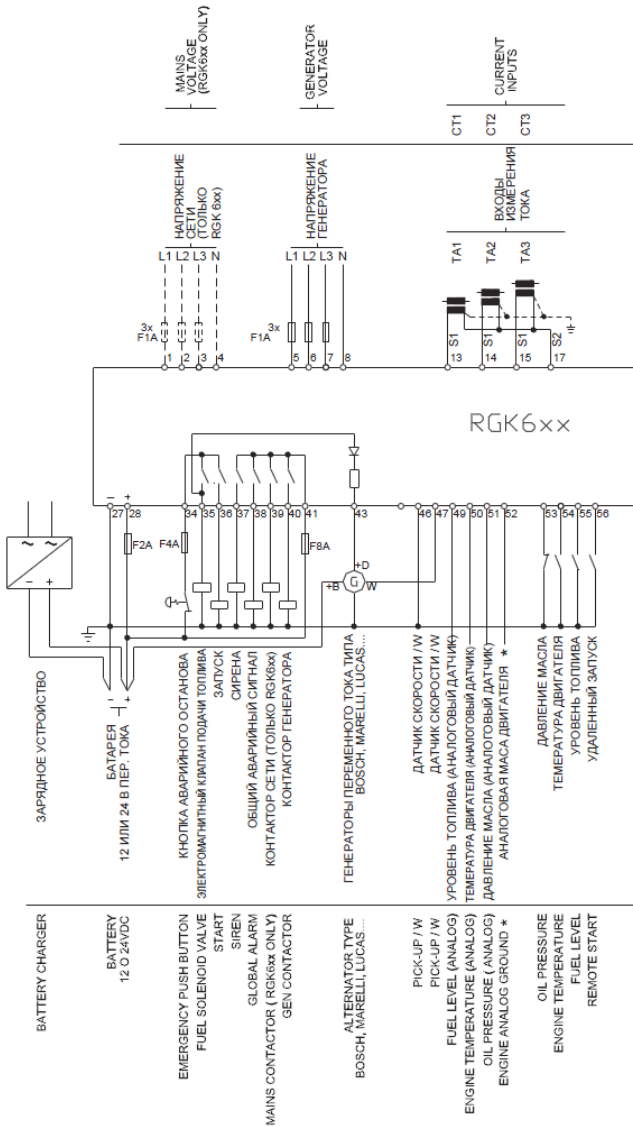 MAINS
VOLTAGE
(RGK6xx ONLY)
GENERATOR
VOLTAGE
CURRENT
INPUTS
CT1
CT2
CT3
НАПРЯЖЕНИЕ
СЕТИ
(ТОЛЬКО
RGK 6xx)
НАПРЯЖЕНИЕ
ГЕНЕРАТОРА
ВХОДЫ
ИЗМЕРЕНИЯ
ТОКА
L1 L2 L3 N
L1 L2 L3 N
TA1
TA2
TA3
3x
F1A
3x
F1A
S1
S1
S1
S2
1 2 3 4
5 6 7 8
13 14 15 17
RGK6xx
27 28 34 35 36 37 38 39 40 41 43 46 47 49 50 51 52 53 54 55 56
- +
F2A
F4A
F8A
~ ~
- +
+D
+B G W
- +
ЗАРЯДНОЕ УСТРОЙСТВО
БАТАРЕЯ
12 ИЛИ 24 В ПЕР. ТОКА
КНОПКА АВАРИЙНОГО ОСТАНОВА
ЭЛЕКТРОМАГНИТНЫЙ КЛАПАН ПОДАЧИ ТОПЛИВА
ЗАПУСК
СИРЕНА
ОБЩИЙ АВАРИЙНЫЙ СИГНАЛ
КОНТАКТОР СЕТИ (ТОЛЬКО RGK6xx)
КОНТАКТОР ГЕНЕРАТОРА
ГЕНЕРАТОРЫ ПЕРЕМЕННОГО ТОКА ТИПА
BOSCH, MARELLI, LUCAS....
ДАТЧИК СКОРОСТИ / W
ДАТЧИК СКОРОСТИ / W
УРОВЕНЬ ТОПЛИВА (АНАЛОГОВЫЙ ДАТЧИК)
ТЕМПЕРАТУРА ДВИГАТЕЛЯ (АНАЛОГОВЫЙ ДАТЧИК)
ДАВЛЕНИЕ МАСЛА (АНАЛОГОВЫЙ ДАТЧИК)
АНАЛОГОВАЯ МАСА ДВИГАТЕЛЯ *
ДАВЛЕНИЕ МАСЛА
ТЕМЕРАТУРА ДВИГАТЕЛЯ
УРОВЕНЬ ТОПЛИВА
УДАЛЕННЫЙ ЗАПУСК
BATTERY CHARGER
BATTERY
12 O 24VDC
EMERGENCY PUSH BUTTON
FUEL SOLENOID VALVE
START
SIREN
GLOBAL ALARM
MAINS CONTACTOR ( RGK6xx ONLY)
GEN CONTACTOR
ALTERNATOR TYPE
BOSCH, MARELLI, LUCAS....
PICK-UP / W
PICK-UP / W
FUEL LEVEL (ANALOG)
ENGINE TEMPERATURE (ANALOG)
OIL PRESSURE ( ANALOG)
ENGINE ANALOG GROUND *
OIL PRESSURE
ENGINE TEMPERATURE
FUEL LEVEL
REMOTE START